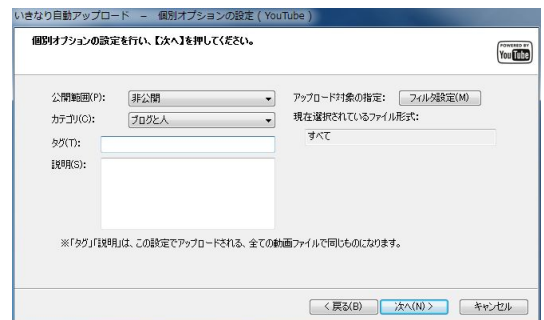 いきなり自動アップロード － 個別オプションの設定 ( YouTube )
個別オプションの設定を行い、【次へ】を押してください。
POWERED BY
YouTube
公開範囲(P): 非公開 アップロード対象の指定: フィルタ設定(M)
カテゴリ(C): ブログと人 現在選択されているファイル形式:
タグ(T): すべて
説明(S):
※「タグ」「説明」は、この設定でアップロードされる、全ての動画ファイルで同じものになります。
< 戻る(B) 次へ(N) > キャンセル